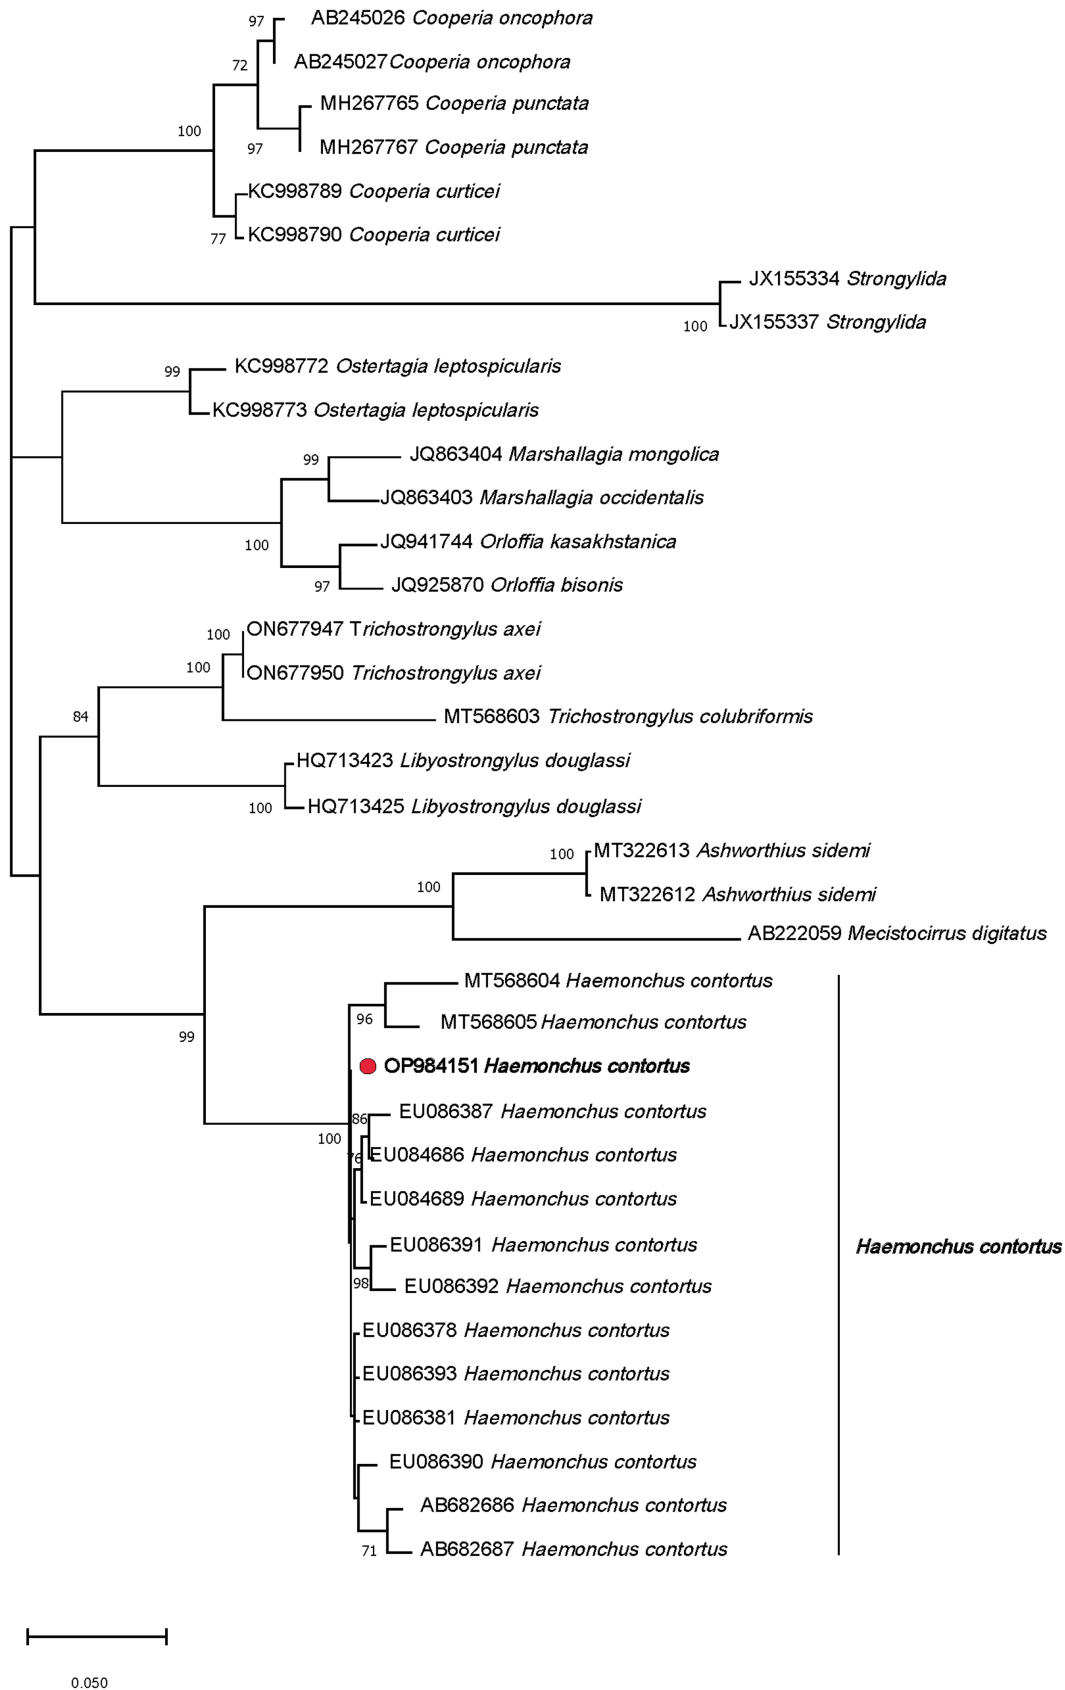 97 AB245026 Cooperia oncophora
72 AB245027Cooperia oncophora
MH267765 Cooperia punctata
100
97 MH267767 Cooperia punctata
KC998789 Cooperia curticei
77 KC998790 Cooperia curticei
JX155334 Strongylida
100 JX155337 Strongylida
99 KC998772 Ostertagia leptospicularis
KC998773 Ostertagia leptospicularis
99 JQ863404 Marshallagia mongolica
JQ863403 Marshallagia occidentalis
100 JQ941744 Orloffia kasakhstanica
97 JQ925870 Orloffia bisonis
100 ON677947 Trichostrongylus axei
100 ON677950 Trichostrongylus axei
84 MT568603 Trichostrongylus colubriformis
HQ713423 Libyostrongylus douglassi
100 HQ713425 Libyostrongylus douglassi
100 MT322613 Ashworthius sidemi
100 MT322612 Ashworthius sidemi
AB222059 Mecistocirrus digitatus
MT568604 Haemonchus contortus
96 MT568605 Haemonchus contortus
99
OP984151 Haemonchus contortus
86 EU086387 Haemonchus contortus
100
76 EU084686 Haemonchus contortus
EU084689 Haemonchus contortus
EU086391 Haemonchus contortus
Haemonchus contortus
98 EU086392 Haemonchus contortus
EU086378 Haemonchus contortus
EU086393 Haemonchus contortus
EU086381 Haemonchus contortus
EU086390 Haemonchus contortus
AB682686 Haemonchus contortus
71 AB682687 Haemonchus contortus
0.050